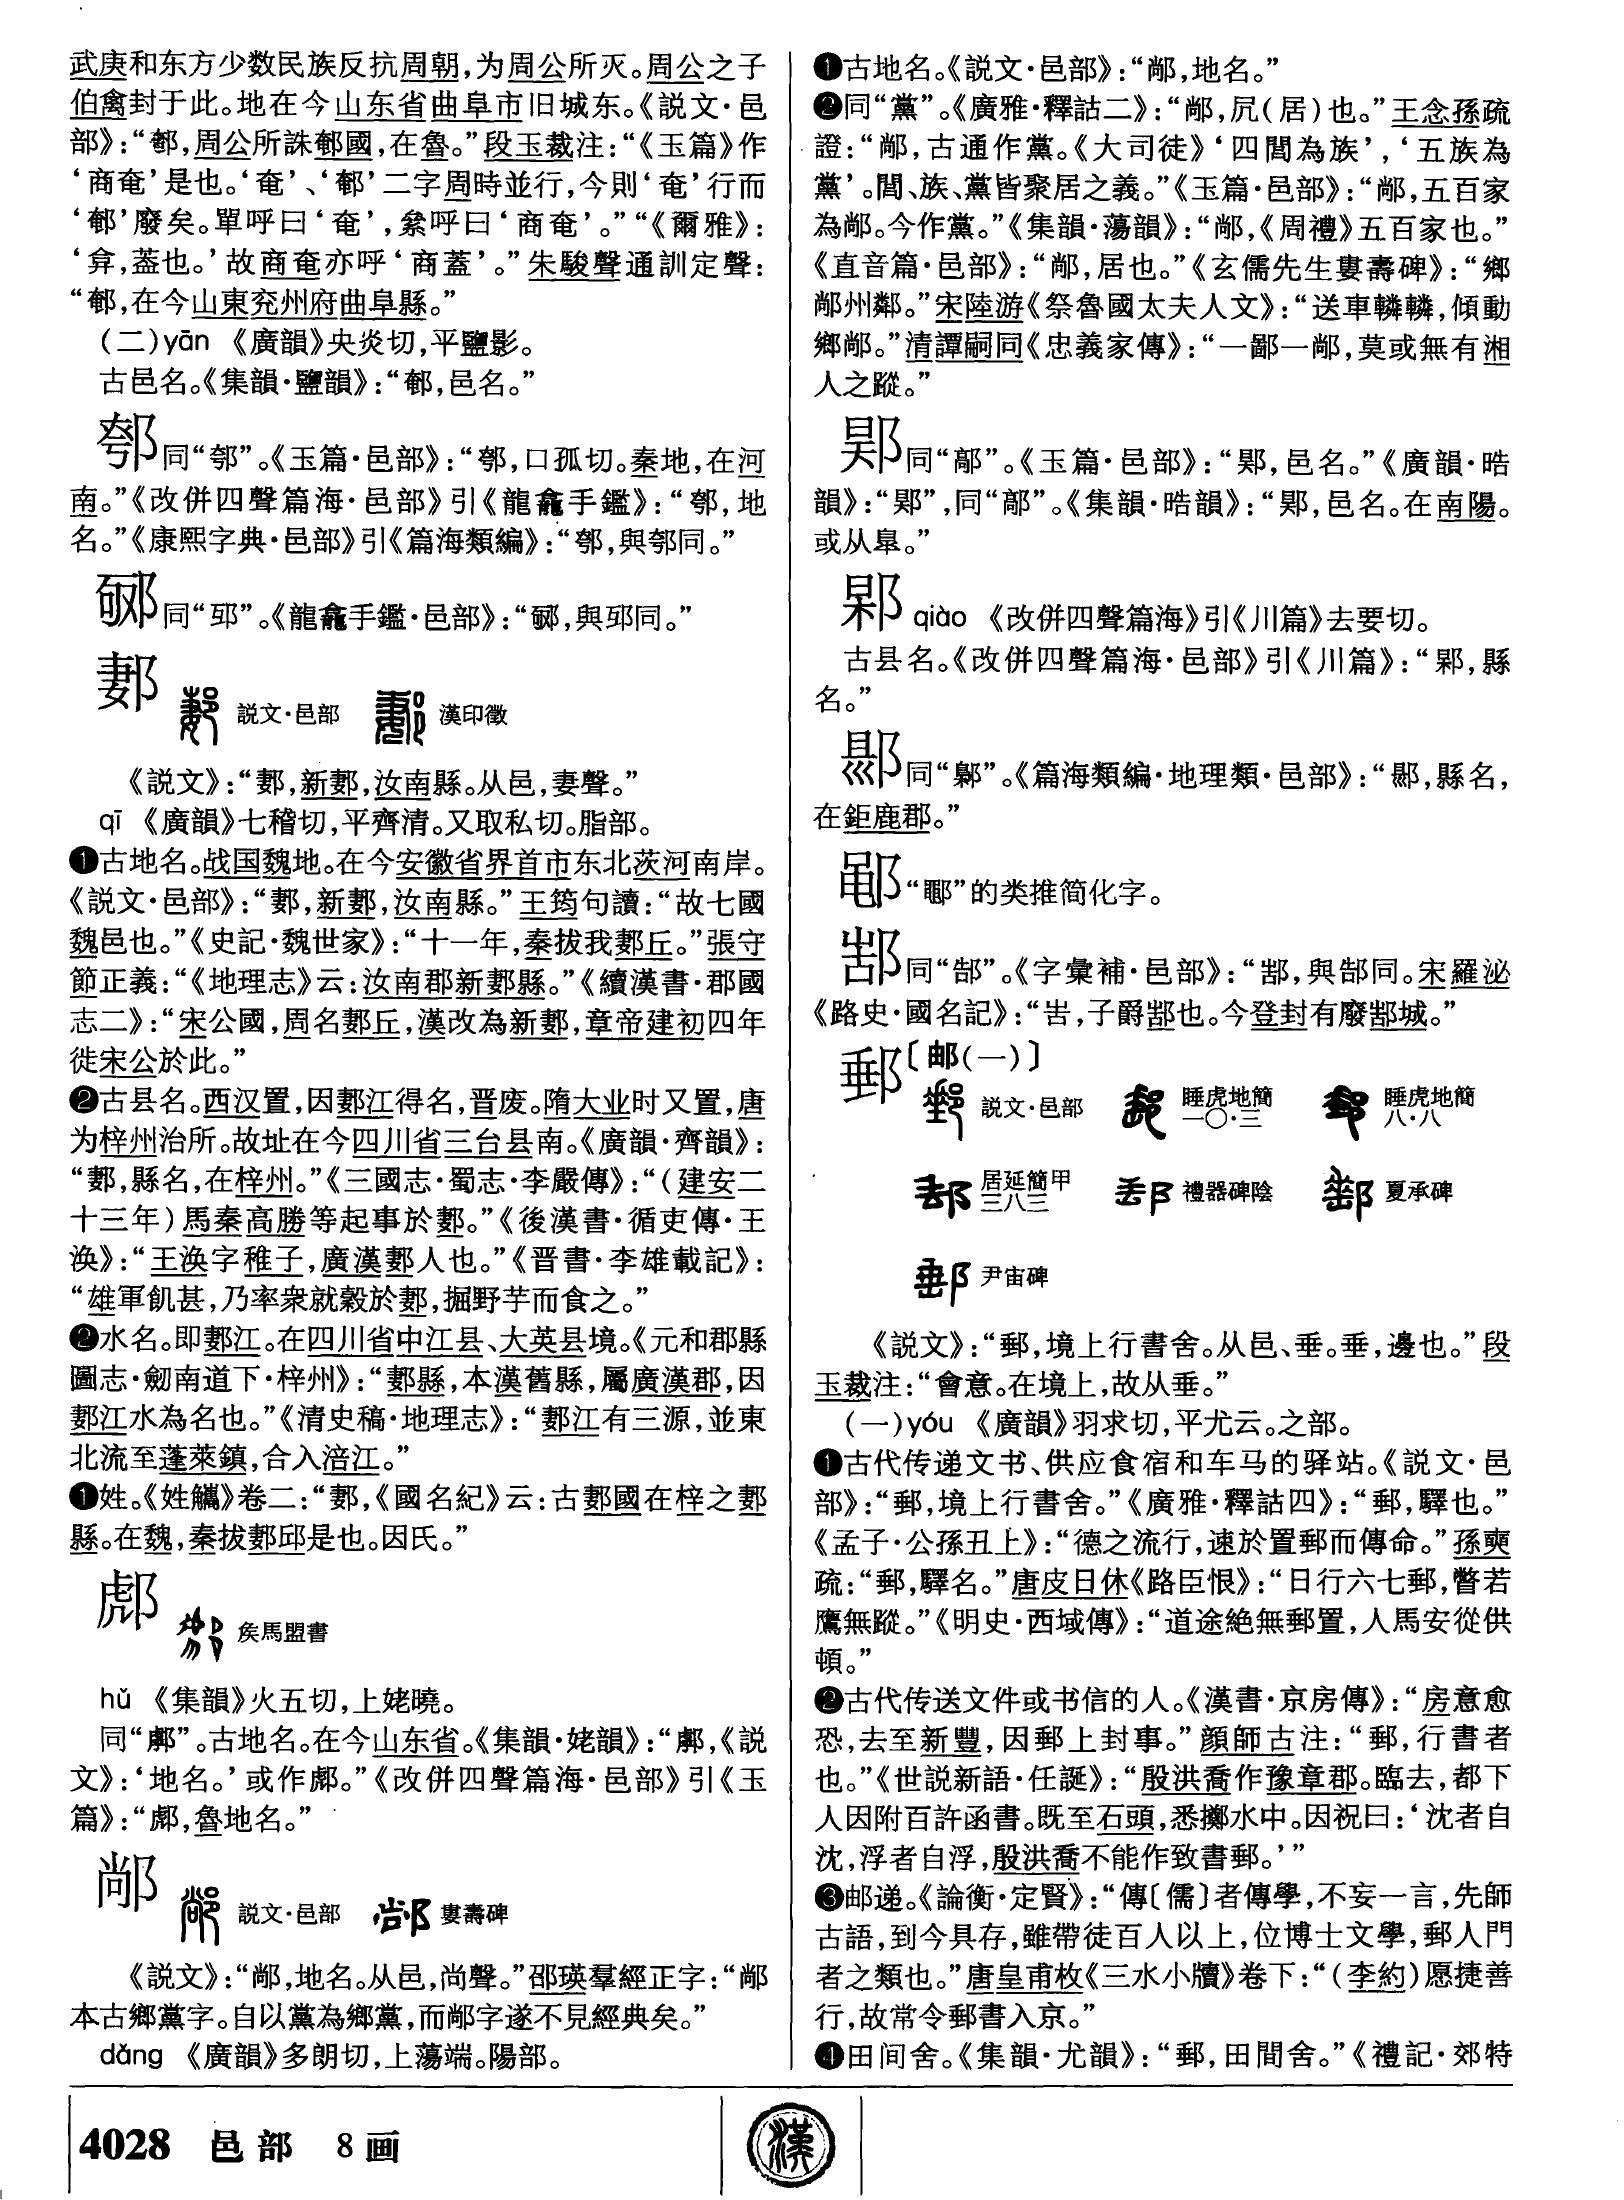 武庚和东方少数民族反抗周朝,为周公所灭。周公之子
伯禽封于此。地在今山东省曲阜市旧城东。《説文·邑
部》:“𨛳,周公所誅𨛳國,在魯。”段玉裁注:“《玉篇》作
‘商奄’是也。‘奄’、‘𨛳’二字周時並行,今則‘奄’行而
‘𨛳’廢矣。單呼曰‘奄’,絫呼曰‘商奄’。”“《爾雅》:
‘弇,葢也。’故商奄亦呼‘商蓋’。”朱駿聲通訓定聲:
“𨛳,在今山東兖州府曲阜縣。”
(二)yān 《廣韻》央炎切,平鹽影。
古邑名。《集韻·鹽韻》:“𨛳,邑名。”
同“邿”。《玉篇·邑部》:“,口孤切。秦地,在河
南。”《改併四聲篇海·邑部》引《龍龕手鑑》:“,地
名。”《康熙字典·邑部》引《篇海類編》:“,與同。”
同“邳”。《龍龕手鑑·邑部》:“,與邳同。”
郪 説文·邑部 漢印徵
《説文》:“郪,新郪,汝南縣。从邑,妻聲。”
qī 《廣韻》七稽切,平齊清。又取私切。脂部。
❶古地名。战国魏地。在今安徽省界首市东北茨河南岸。
《説文·邑部》:“郪,新郪,汝南縣。”王筠句讀:“故七國
魏邑也。”《史記·魏世家》:“十一年,秦拔我郪丘。”張守
節正義:“《地理志》云:汝南郡新郪縣。”《續漢書·郡國
志二》:“宋公國,周名郪丘,漢改為新郪,章帝建初四年
徙宋公於此。”
❷古县名。西汉置,因郪江得名,晋废。隋大业时又置,唐
为梓州治所。故址在今四川省三台县南。《廣韻·齊韻》:
“郪,縣名,在梓州。”《三國志·蜀志·李嚴傳》:“(建安二
十三年)馬秦高勝等起事於郪。”《後漢書·循吏傳·王
涣》:“王涣字稚子,廣漢郪人也。”《晋書·李雄載記》:
“雄軍飢甚,乃率衆就穀於郪,掘野芋而食之。”
❷水名。即郪江。在四川省中江县、大英县境。《元和郡縣
圖志·劒南道下·梓州》:“郪縣,本漢舊縣,屬廣漢郡,因
郪江水為名也。”《清史稿·地理志》:“郪江有三源,並東
北流至蓬萊鎮,合入涪江。”
❶姓。《姓觿》卷二:“郪,《國名紀》云:古郪國在梓之郪
縣。在魏,秦拔郪邱是也。因氏。”
䣝 矦馬盟書
hǔ 《集韻》火五切,上姥曉。
同“鄜”。古地名。在今山东省。《集韻·姥韻》:“,《説
文》:‘地名。’或作。”《改併四聲篇海·邑部》引《玉
篇》:“,魯地名。”
鄌 説文·邑部 婁壽碑
《説文》:“䣊,地名。从邑,尚聲。”邵瑛羣經正字:“䣊
本古鄉黨字。自以黨為鄉黨,而䣊字遂不見經典矣。”
dǎng 《廣韻》多朗切,上蕩端。陽部。
❶古地名。《説文·邑部》:“䣊,地名。”
❷同“黨”。《廣雅·釋詁二》:“䣊,凥(居)也。”王念孫疏
證:“䣊,古通作黨。《大司徒》‘四閭為族’,‘五族為
黨’。閭、族、黨皆聚居之義。”《玉篇·邑部》:“䣊,五百家
為䣊。今作黨。”《集韻·蕩韻》:“䣊,《周禮》五百家也。”
《直音篇·邑部》:“䣊,居也。”《玄儒先生婁壽碑》:“鄉
䣊州鄰。”宋陸游《祭魯國太夫人文》:“送車轔轔,傾動
鄉䣊。”清譚嗣同《忠義家傳》:“一鄙一䣊,莫或無有湘
人之蹤。”
同“鄗”。《玉篇·邑部》:“,邑名。”《廣韻·晧
韻》:“”,同“”。《集韻·晧韻》:“,邑名。在南陽。
或从臯。”
qiào 《改併四聲篇海》引《川篇》去要切。
古县名。《改併四聲篇海·邑部》引《川篇》:“,縣
名。”
同“鄡”。《篇海類編·地理類·邑部》:“,縣名,
在鉅鹿郡。”
“鄳”的类推简化字。
同“郜”。《字彙補·邑部》:“,與郜同。宋羅泌
《路史·國名記》:“,子爵也。今登封有廢城。”
郵〔邮(一)〕
説文·邑部 睡虎地簡一〇·三 睡虎地簡八·八
居延簡甲三八三 禮器碑陰 夏承碑
尹宙碑
《説文》:“郵,境上行書舍。从邑、垂。垂,邊也。”段
玉裁注:“會意。在境上,故从垂。”
(一)yóu 《廣韻》羽求切,平尤云。之部。
❶古代传递文书、供应食宿和车马的驿站。《説文·邑
部》:“郵,境上行書舍。”《廣雅·釋詁四》:“郵,驛也。”
《孟子·公孫丑上》:“德之流行,速於置郵而傳命。”孫奭
疏:“郵,驛名。”唐皮日休《路臣恨》:“日行六七郵,瞥若
鷹無蹤。”《明史·西域傳》:“道途絶無郵置,人馬安從供
頓。”
❷古代传送文件或书信的人。《漢書·京房傳》:“房意愈
恐,去至新豐,因郵上封事。”顔師古注:“郵,行書者
也。”《世説新語·任誕》:“殷洪喬作豫章郡。臨去,都下
人因附百許函書。既至石頭,悉擲水中。因祝曰:‘沈者自
沈,浮者自浮,殷洪喬不能作致書郵。’”
❸邮递。《論衡·定賢》:“傳〔儒〕者傳學,不妄一言,先師
古語,到今具存,雖帶徒百人以上,位博士文學,郵人門
者之類也。”唐皇甫枚《三水小牘》卷下:“(李約)愿捷善
行,故常令郵書入京。”
❹田间舍。《集韻·尤韻》:“郵,田間舍。”《禮記·郊特
4028 邑部 8画
漢